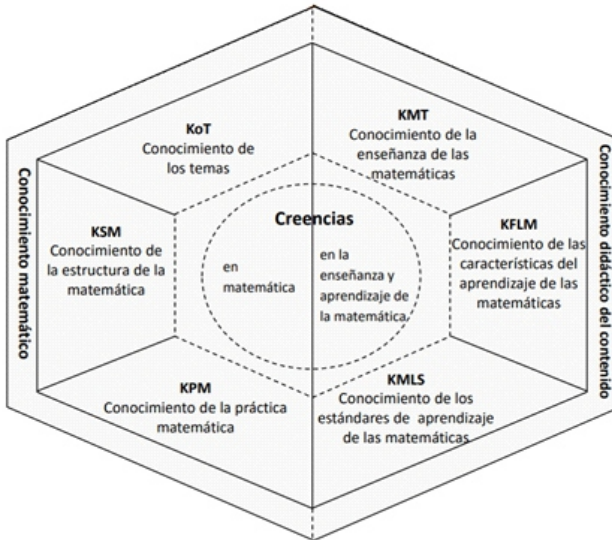 KoT
Conocimiento de
los temas
KMT
Conocimiento de la
enseñanza de las
matemáticas
Conocimiento matemático
KSM
Conocimiento de
la estructura de la
matemática
Creencias
en
matemática
en la
enseñanza y
aprendizaje de
la matemática
KFLM
Conocimiento de las
características del
aprendizaje de las
matemáticas
Conocimiento didáctico del contenido
KPM
Conocimiento de la práctica
matemática
KMLS
Conocimiento de los
estándares de aprendizaje
de las matemáticas